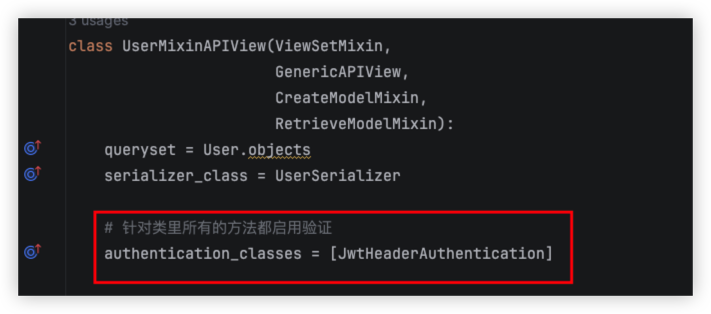 3 usages
class UserMixinAPIView(ViewSetMixin,
                       GenericAPIView,
                       CreateModelMixin,
                       RetrieveModelMixin):
    queryset = User.objects
    serializer_class = UserSerializer
    # 针对类里所有的方法都启用验证
    authentication_classes = [JwtHeaderAuthentication]